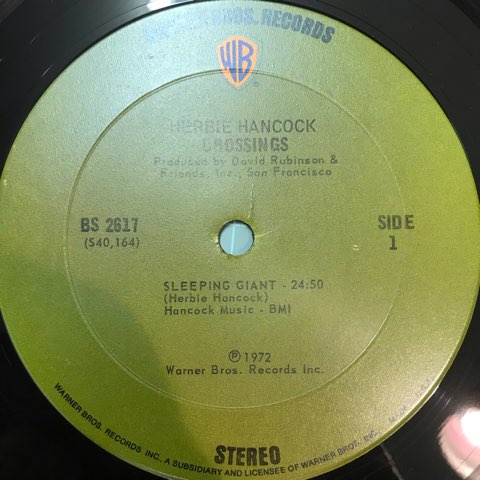 BROS. RECORDS
WB
HERBIE HANCOCK
CROSSINGS
Produced by David Rubinson &
Friends, Inc., San Francisco
BS 2617
(S40,164)
SIDE
1
SLEEPING GIANT - 24:50
(Herbie Hancock)
Hancock Music - BMI
℗ 1972
Warner Bros. Records Inc.
STEREO
WARNER BROS. RECORDS INC. A SUBSIDIARY AND LICENSEE OF WARNER BROS. INC.